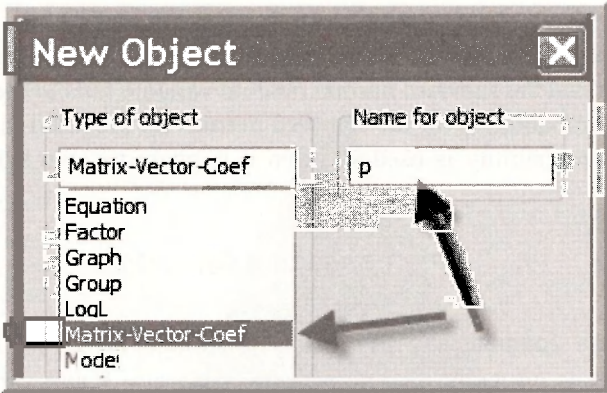 New Object
Type of object
Name for object
Matrix-Vector-Coef
p
Equation
Factor
Graph
Group
LogL
Matrix-Vector-Coef
Model